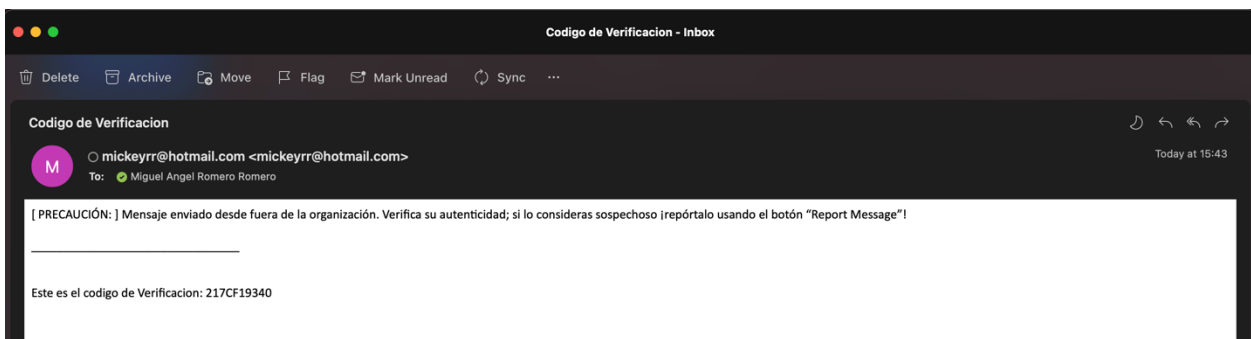 Codigo de Verificacion - Inbox
Delete Archive Move Flag Mark Unread Sync ...
Codigo de Verificacion
M
mickeyrr@hotmail.com <mickeyrr@hotmail.com>
Today at 15:43
To: Miguel Angel Romero Romero
[ PRECAUCIÓN: ] Mensaje enviado desde fuera de la organización. Verifica su autenticidad; si lo consideras sospechoso ¡repórtalo usando el botón “Report Message”!
Este es el codigo de Verificacion: 217CF19340